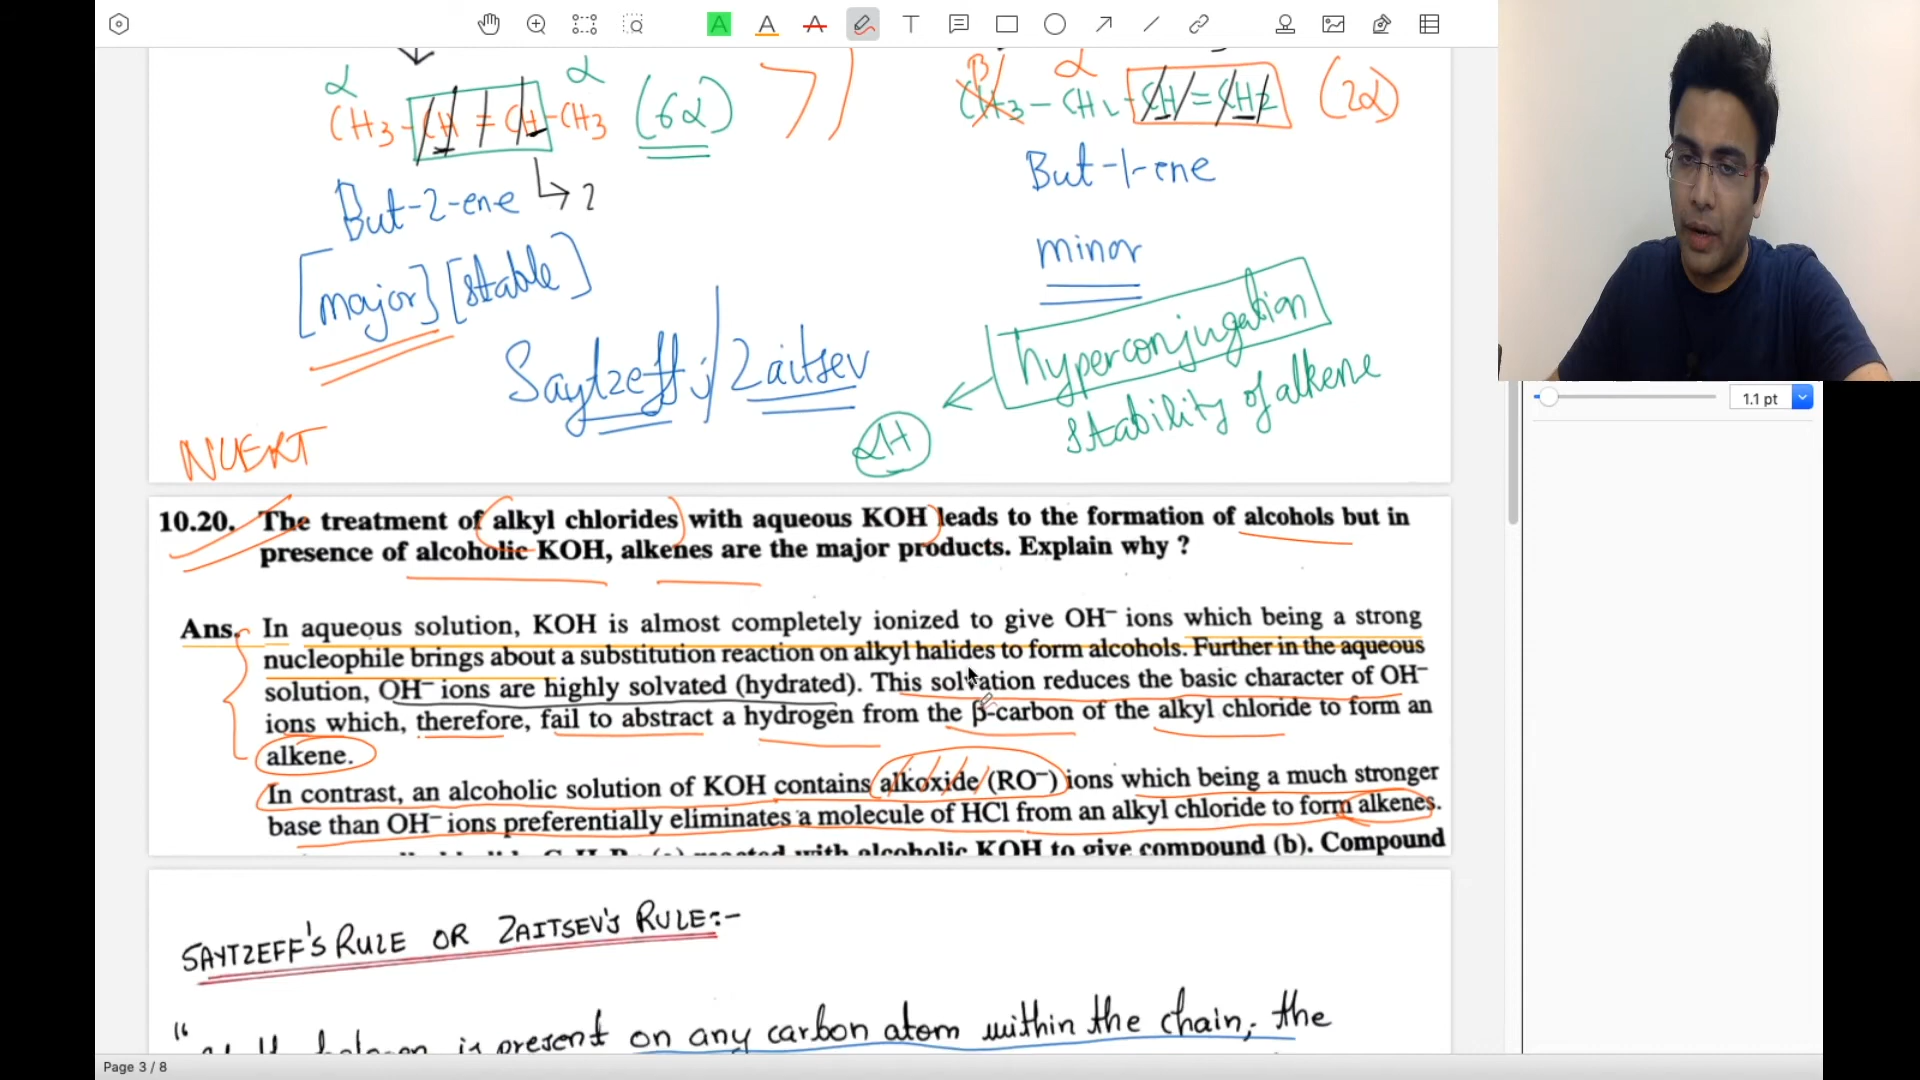 A A A T
α α
CH3-CH=CH-CH3 (6α) CH3-CH2-CH=CH2 (2α)
β α
But-2-ene → 2 But-1-ene
[major] [stable] minor
hyperconjugation
Saytzeff; Zaitsev
stability of alkene
αH
NCERT
1.1 pt
10.20. The treatment of alkyl chlorides with aqueous KOH leads to the formation of alcohols but in
presence of alcoholic KOH, alkenes are the major products. Explain why ?
Ans. In aqueous solution, KOH is almost completely ionized to give OH⁻ ions which being a strong
nucleophile brings about a substitution reaction on alkyl halides to form alcohols. Further in the aqueous
solution, OH⁻ ions are highly solvated (hydrated). This solvation reduces the basic character of OH⁻
ions which, therefore, fail to abstract a hydrogen from the β-carbon of the alkyl chloride to form an
alkene.
In contrast, an alcoholic solution of KOH contains alkoxide (RO⁻) ions which being a much stronger
base than OH⁻ ions preferentially eliminates a molecule of HCl from an alkyl chloride to form alkenes.
with alcoholic KOH to give compound (b). Compound
SAYTZEFF'S RULE OR ZAITSEV'S RULE:-
"
is present on any carbon atom within the chain, the
Page 3 / 8